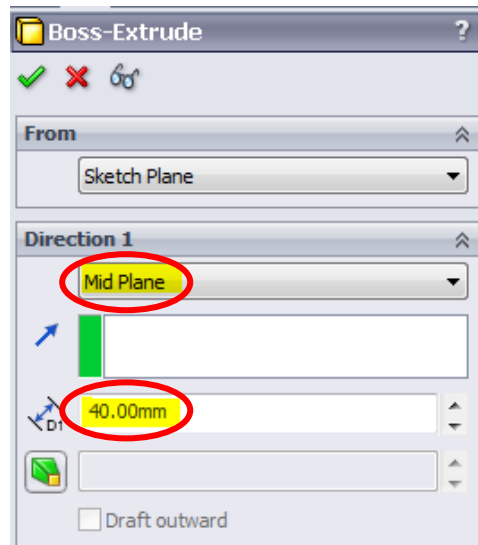 Boss-Extrude ?
From
Sketch Plane
Direction 1
Mid Plane
D1 40.00mm
Draft outward